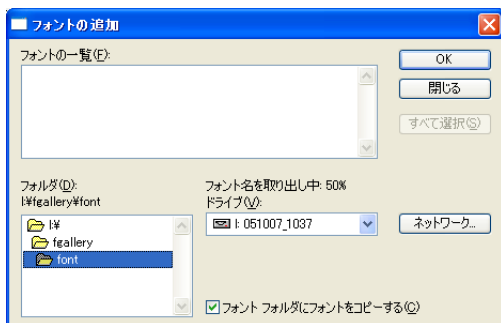 フォントの追加
フォントの一覧(F):
OK
閉じる
すべて選択(S)
フォルダ(D):
I:¥fgallery¥font
フォント名を取り出し中: 50%
ドライブ(V):
I:¥
fgallery
font
I: 051007_1037
ネットワーク...
フォント フォルダにフォントをコピーする(C)